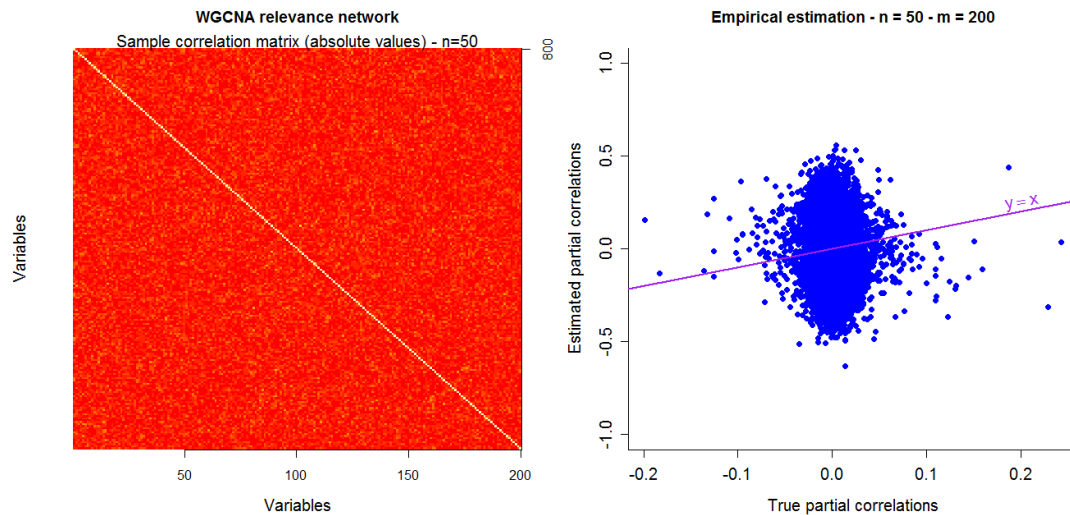 WGCNA relevance network
Sample correlation matrix (absolute values) - n=50
800
Variables
50
100
150
200
Variables
Empirical estimation - n = 50 - m = 200
1.0
0.5
0.0
-0.5
-1.0
Estimated partial correlations
y = x
-0.2
-0.1
0.0
0.1
0.2
True partial correlations